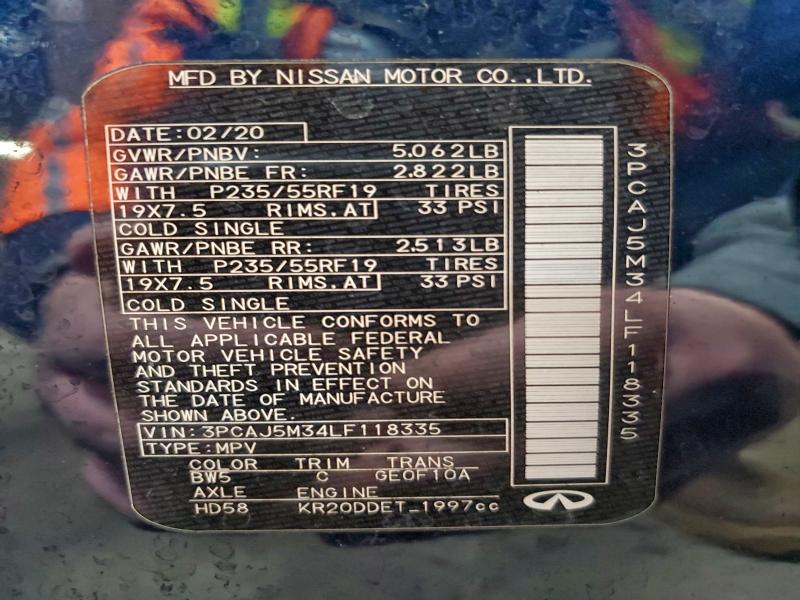 MFD BY NISSAN MOTOR CO.,LTD.
DATE:02/20
GVWR/PNBV: 5.062LB
GAWR/PNBE FR: 2.822LB
WITH P235/55RF19 TIRES
19X7.5 RIMS.AT 33 PSI
COLD SINGLE
GAWR/PNBE RR: 2.513LB
WITH P235/55RF19 TIRES
19X7.5 RIMS.AT 33 PSI
COLD SINGLE
THIS VEHICLE CONFORMS TO
ALL APPLICABLE FEDERAL
MOTOR VEHICLE SAFETY
AND THEFT PREVENTION
STANDARDS IN EFFECT ON
THE DATE OF MANUFACTURE
SHOWN ABOVE.
VIN:3PCAJ5M34LF118335
TYPE:MPV
COLOR TRIM TRANS
BW5 C GE0F10A
AXLE ENGINE
HD58 KR20DDET_1997cc
3PCAJ5M34LF118335